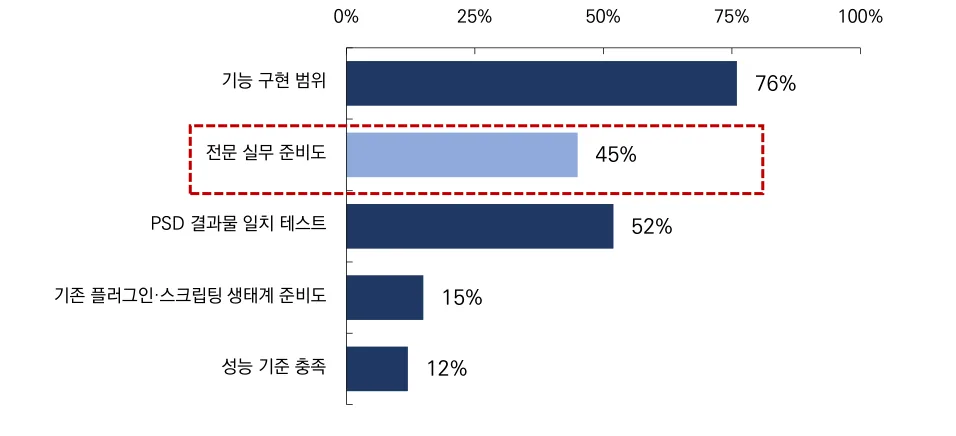 0% 25% 50% 75% 100%
기능 구현 범위 76%
전문 실무 준비도 45%
PSD 결과물 일치 테스트 52%
기존 플러그인·스크립팅 생태계 준비도 15%
성능 기준 충족 12%